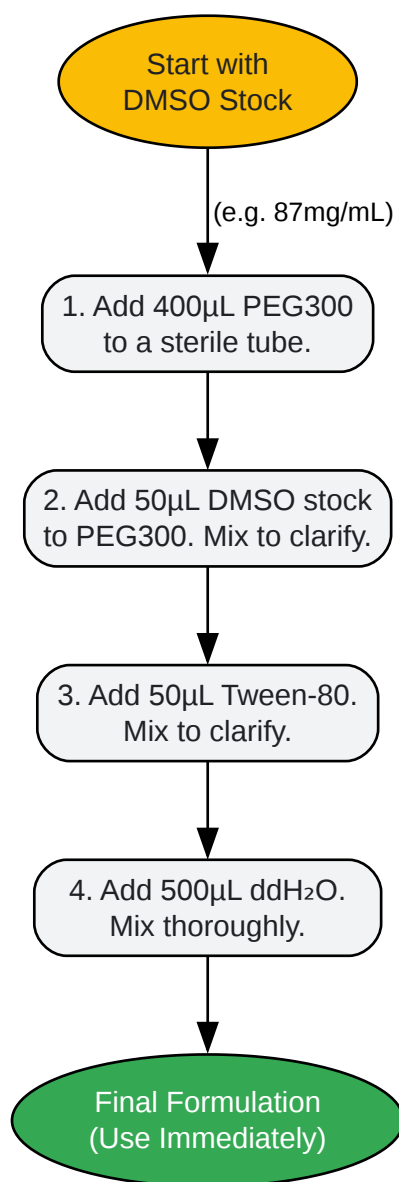 Start with
DMSO Stock
(e.g. 87mg/mL)
1. Add 400µL PEG300
to a sterile tube.
2. Add 50µL DMSO stock
to PEG300. Mix to clarify.
3. Add 50µL Tween-80.
Mix to clarify.
4. Add 500µL ddH₂O.
Mix thoroughly.
Final Formulation
(Use Immediately)